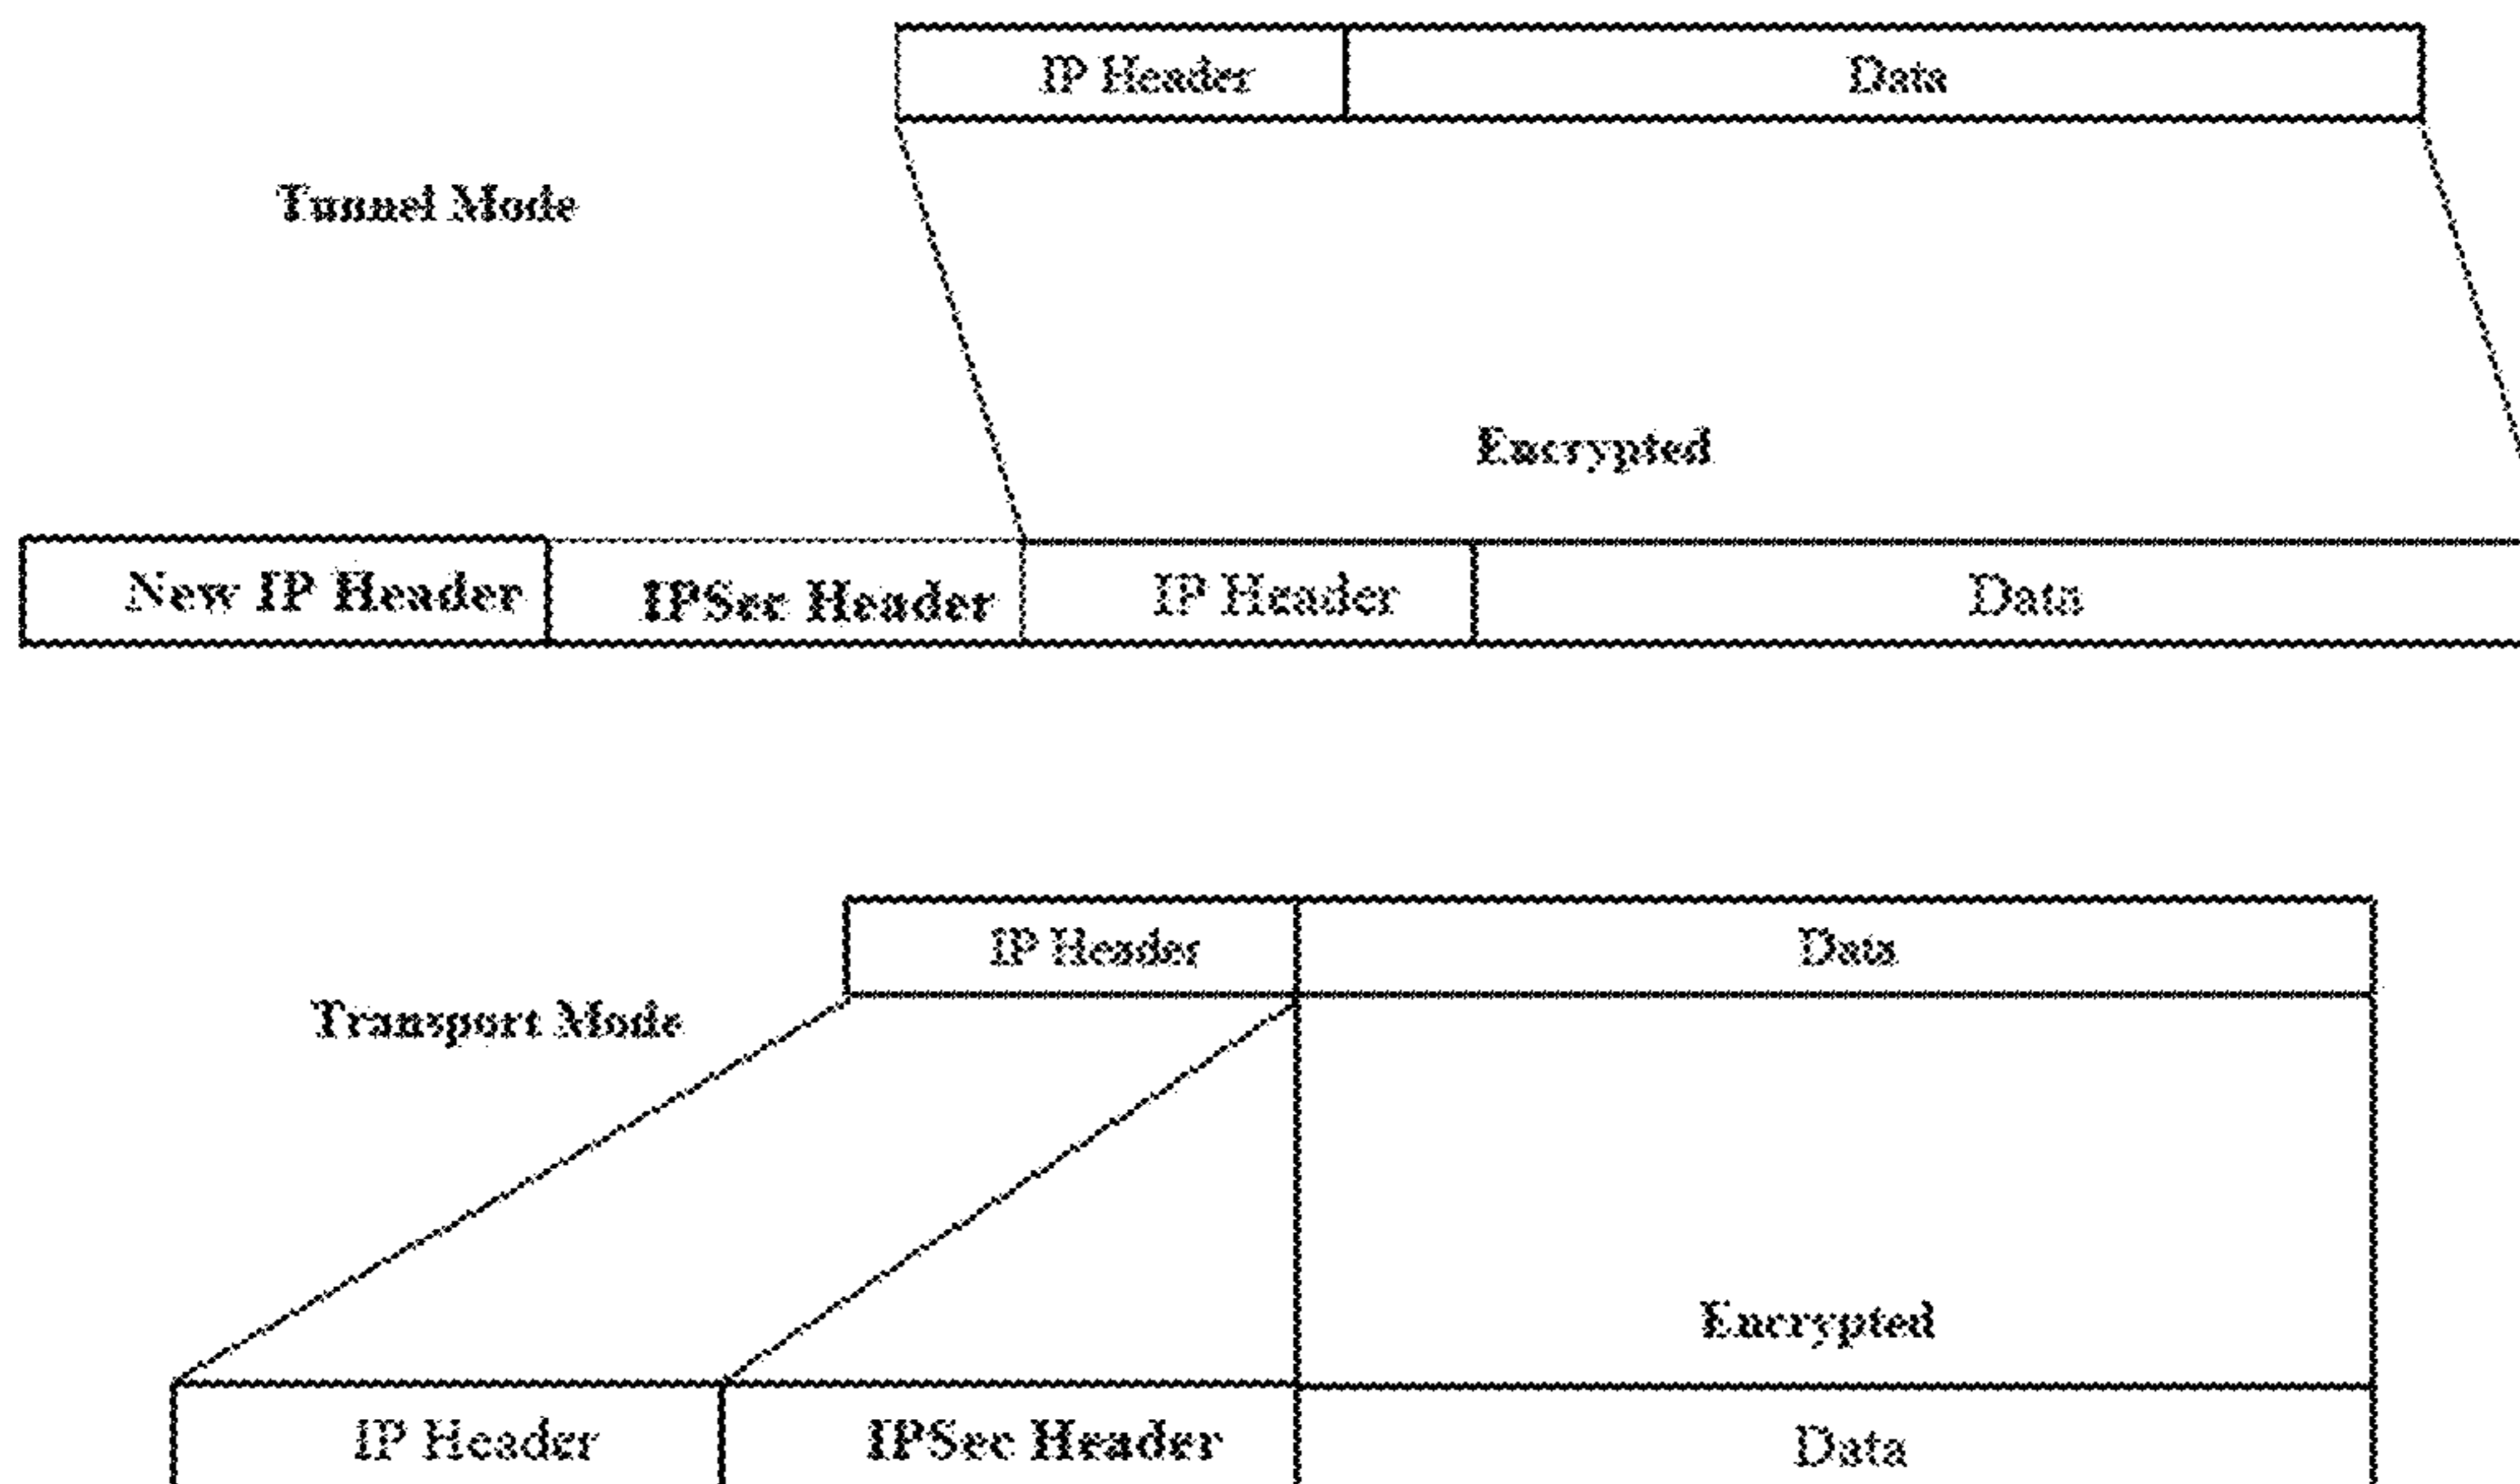 IP Header Data
Tunnel Mode
Encrypted
New IP Header IPSec Header IP Header Data
IP Header Data
Transport Mode
Encrypted
IP Header IPSec Header Data